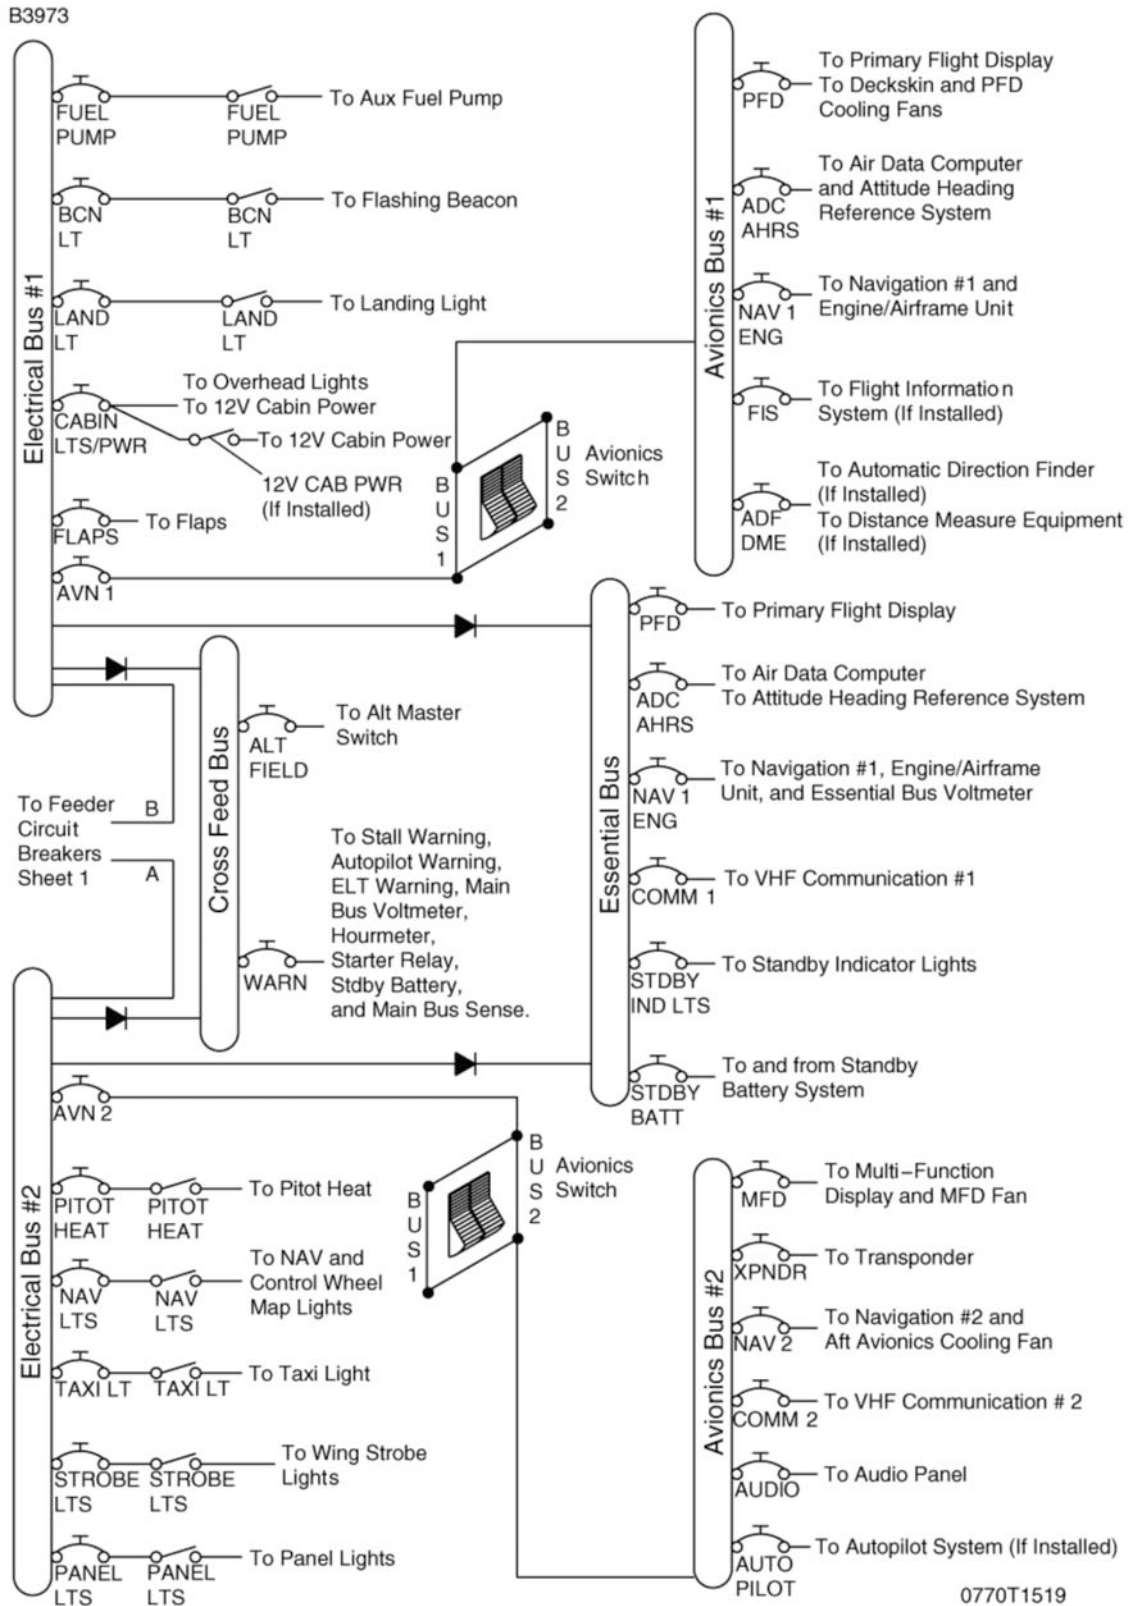 B3973
Electrical Bus #1
FUEL
PUMP
FUEL
PUMP
To Aux Fuel Pump
BCN
LT
BCN
LT
To Flashing Beacon
LAND
LT
LAND
LT
To Landing Light
CABIN
LTS/PWR
To Overhead Lights
To 12V Cabin Power
To 12V Cabin Power
12V CAB PWR
(If Installed)
FLAPS
To Flaps
AVN 1
BUS 1
BUS 2
Avionics
Switch
Avionics Bus #1
PFD
To Primary Flight Display
To Deckskin and PFD
Cooling Fans
ADC
AHRS
To Air Data Computer
and Attitude Heading
Reference System
NAV 1
ENG
To Navigation #1 and
Engine/Airframe Unit
FIS
To Flight Information
System (If Installed)
ADF
DME
To Automatic Direction Finder
(If Installed)
To Distance Measure Equipment
(If Installed)
Cross Feed Bus
ALT
FIELD
To Alt Master
Switch
WARN
To Stall Warning,
Autopilot Warning,
ELT Warning, Main
Bus Voltmeter,
Hourmeter,
Starter Relay,
Stdby Battery,
and Main Bus Sense.
To Feeder
Circuit
Breakers
Sheet 1
B
A
Essential Bus
PFD
To Primary Flight Display
ADC
AHRS
To Air Data Computer
To Attitude Heading Reference System
NAV 1
ENG
To Navigation #1, Engine/Airframe
Unit, and Essential Bus Voltmeter
COMM 1
To VHF Communication #1
STDBY
IND LTS
To Standby Indicator Lights
STDBY
BATT
To and from Standby
Battery System
Electrical Bus #2
AVN 2
PITOT
HEAT
PITOT
HEAT
To Pitot Heat
NAV
LTS
NAV
LTS
To NAV and
Control Wheel
Map Lights
TAXI LT
TAXI LT
To Taxi Light
STROBE
LTS
STROBE
LTS
To Wing Strobe
Lights
PANEL
LTS
PANEL
LTS
To Panel Lights
BUS 1
BUS 2
Avionics
Switch
Avionics Bus #2
MFD
To Multi–Function
Display and MFD Fan
XPNDR
To Transponder
NAV 2
To Navigation #2 and
Aft Avionics Cooling Fan
COMM 2
To VHF Communication # 2
AUDIO
To Audio Panel
AUTO
PILOT
To Autopilot System (If Installed)
0770T1519